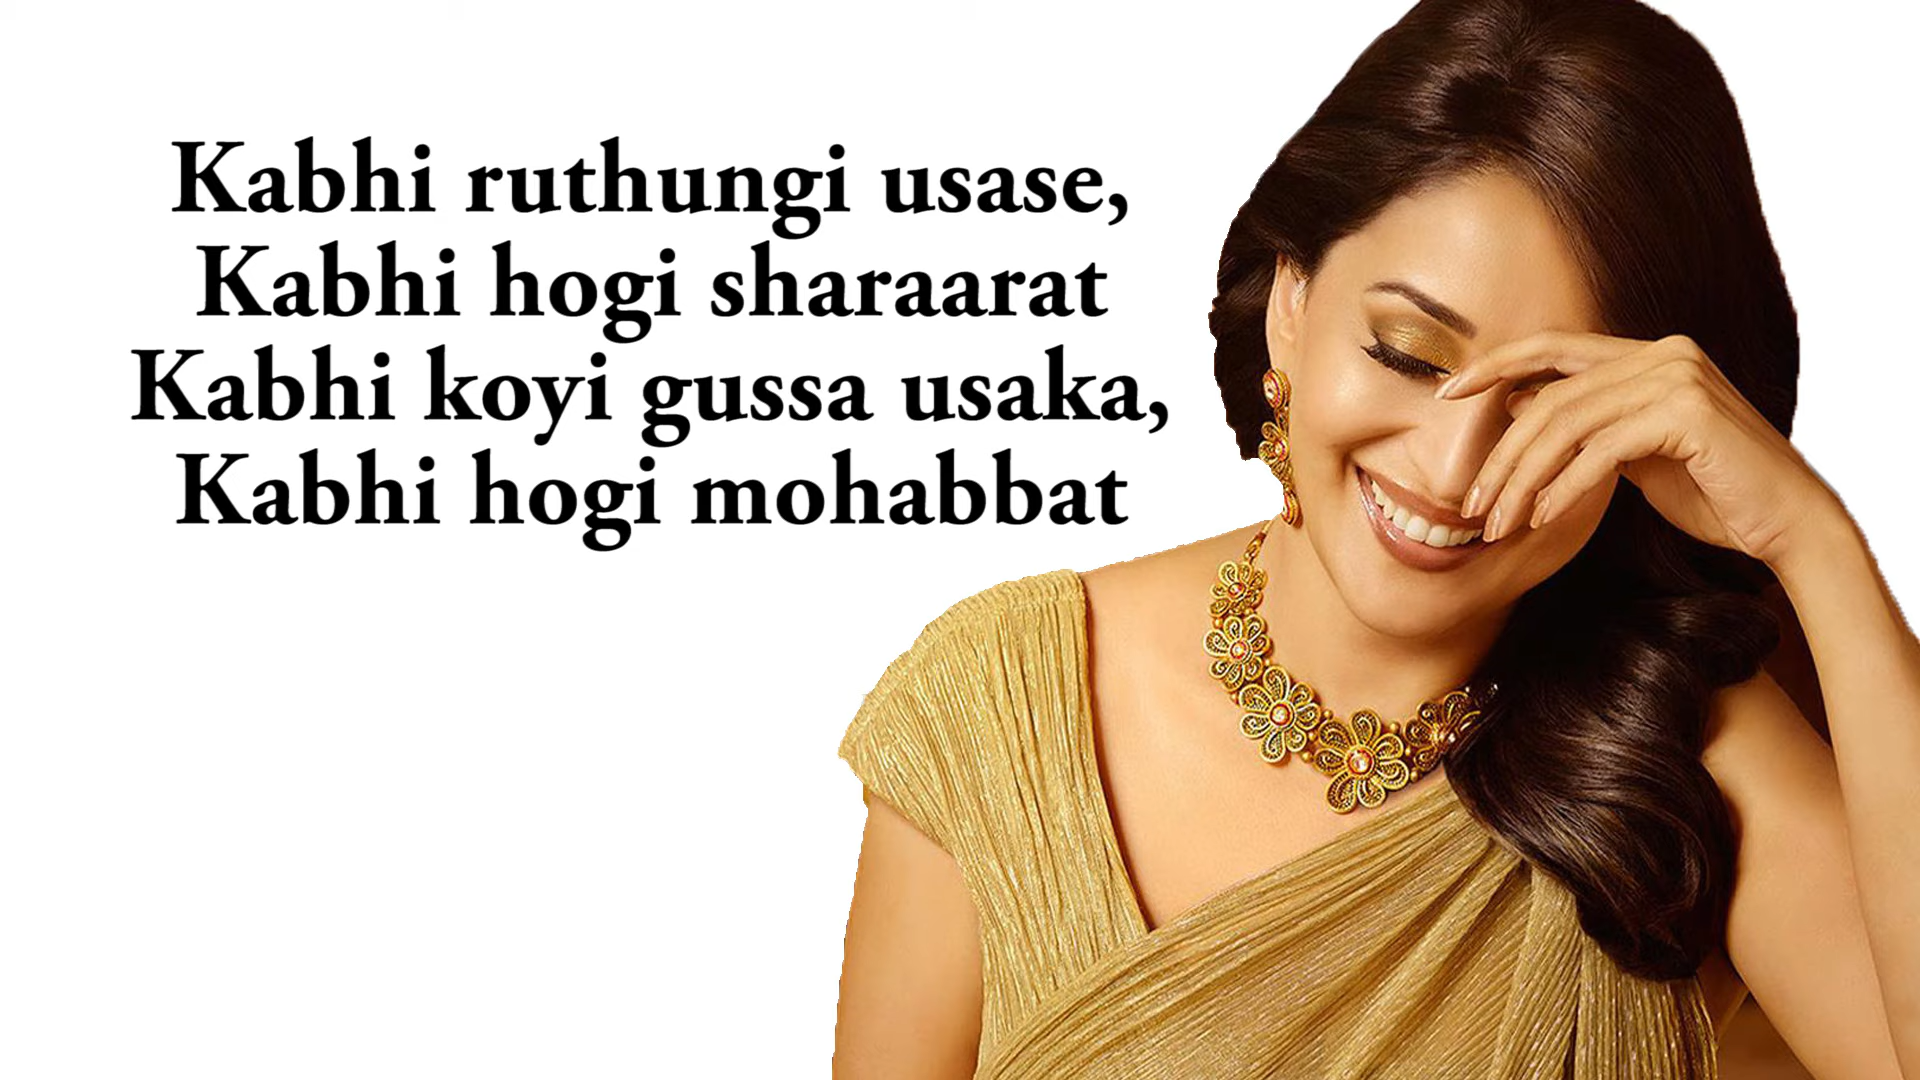 Kabhi ruthungi usase,
Kabhi hogi sharaarat
Kabhi koyi gussa usaka,
Kabhi hogi mohabbat